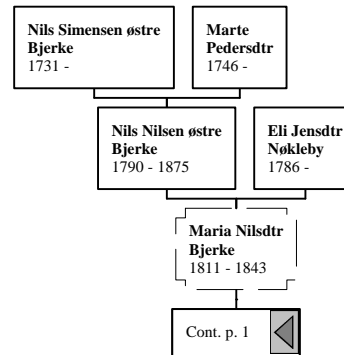 Nils Simensen østre
Bjerke
1731 -
Marte
Pedersdtr
1746 -
Nils Nilsen østre
Bjerke
1790 - 1875
Eli Jensdtr
Nøkleby
1786 -
Maria Nilsdtr
Bjerke
1811 - 1843
Cont. p. 1